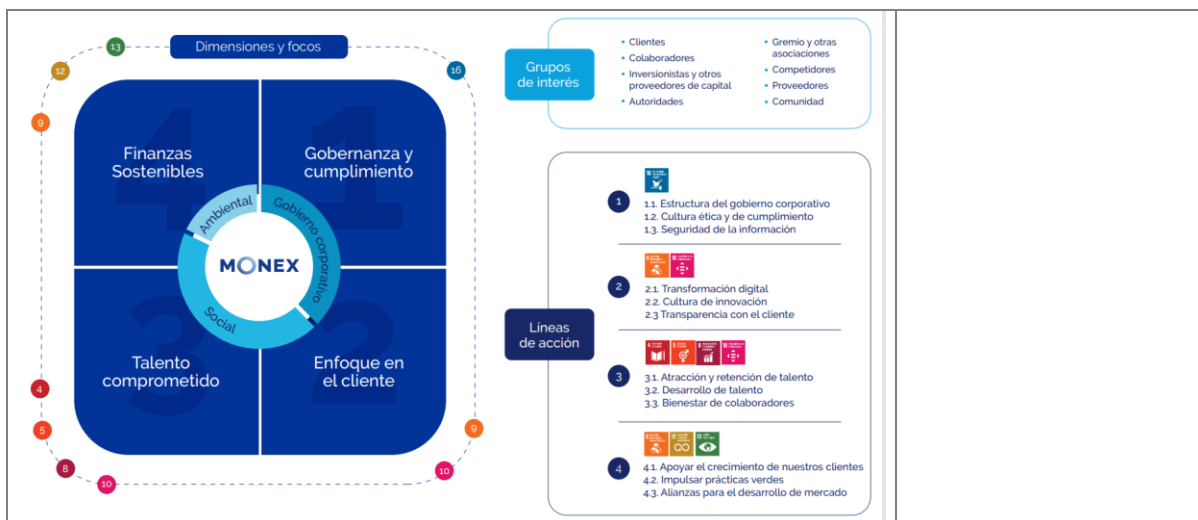 Dimensiones y focos
13
12
9
16
4
Finanzas
Sostenibles
1
Gobernanza y
cumplimiento
Ambiental
Gobierno corporativo
Social
MONEX
3
Talento
comprometido
2
Enfoque en
el cliente
4
5
8
10
9
10
Grupos
de interés
• Clientes
• Colaboradores
• Inversionistas y otros
proveedores de capital
• Autoridades
• Gremio y otras
asociaciones
• Competidores
• Proveedores
• Comunidad
Líneas
de acción
1
1.1. Estructura del gobierno corporativo
1.2. Cultura ética y de cumplimiento
1.3. Seguridad de la información
2
2.1. Transformación digital
2.2. Cultura de innovación
2.3 Transparencia con el cliente
3
3.1. Atracción y retención de talento
3.2. Desarrollo de talento
3.3. Bienestar de colaboradores
4
4.1. Apoyar el crecimiento de nuestros clientes
4.2. Impulsar prácticas verdes
4.3. Alianzas para el desarrollo de mercado